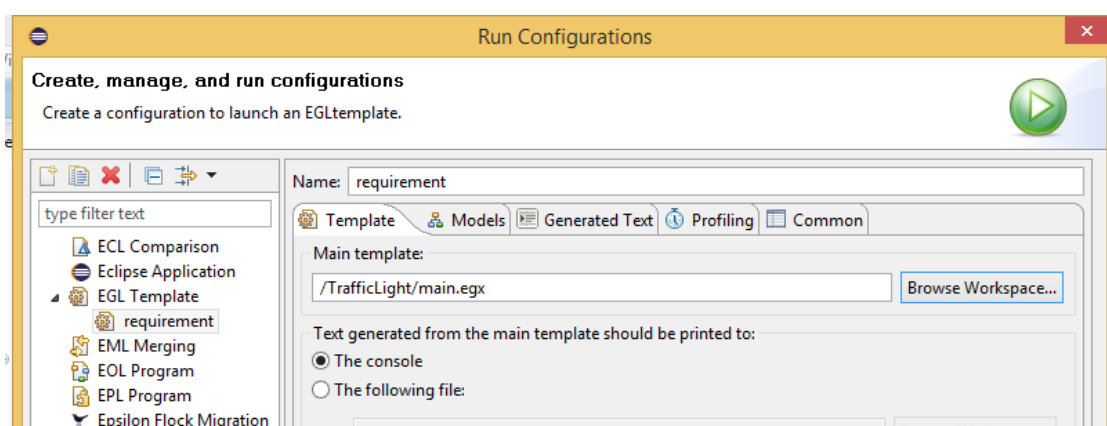 Run Configurations
Create, manage, and run configurations
Create a configuration to launch an EGLtemplate.
type filter text
ECL Comparison
Eclipse Application
EGL Template
requirement
EML Merging
EOL Program
EPL Program
Epsilon Flock Migration
Name: requirement
Template Models Generated Text Profiling Common
Main template:
/TrafficLight/main.egx Browse Workspace...
Text generated from the main template should be printed to:
The console
The following file: